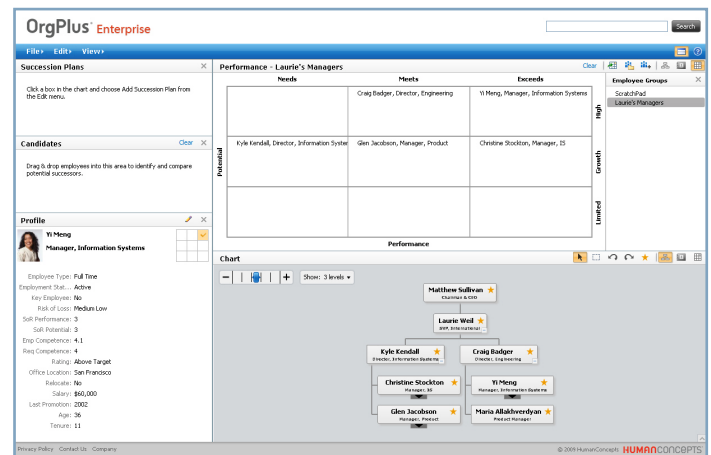 OrgPlus Enterprise
Search
File Edit View
Succession Plans
Click a box in the chart and choose Add Succession Plan from
the Edit menu.
Candidates Clear
Drag & drop employees into this area to identify and compare
potential successors.
Profile
Yi Meng
Manager, Information Systems
Employee Type: Full Time
Employment Stat... Active
Key Employee: No
Risk of Loss: Medium Low
SoR Performance: 3
SoR Potential: 3
Emp Competence: 4.1
Req Competence: 4
Rating: Above Target
Office Location: San Francisco
Relocate: No
Salary: $60,000
Last Promotion: 2002
Age: 36
Tenure: 11
Performance - Laurie's Managers Clear
Needs Meets Exceeds
Craig Badger, Director, Engineering Yi Meng, Manager, Information Systems
High
Kyle Kendall, Director, Information Syster Glen Jacobson, Manager, Product Christine Stockton, Manager, IS
Potential
Growth
Limited
Performance
Employee Groups
ScratchPad
Laurie's Managers
Chart
Show: 3 levels
Matthew Sullivan
Chairman & CEO
Laurie Weil
SVP, International
Kyle Kendall
Director, Information Systems
Craig Badger
Director, Engineering
Christine Stockton
Manager, IS
Yi Meng
Manager, Information Systems
Glen Jacobson
Manager, Product
Maria Allakhverdyan
Product Manager
Privacy Policy Contact Us Company
© 2009 HumanConcepts HUMANCONCEPTS